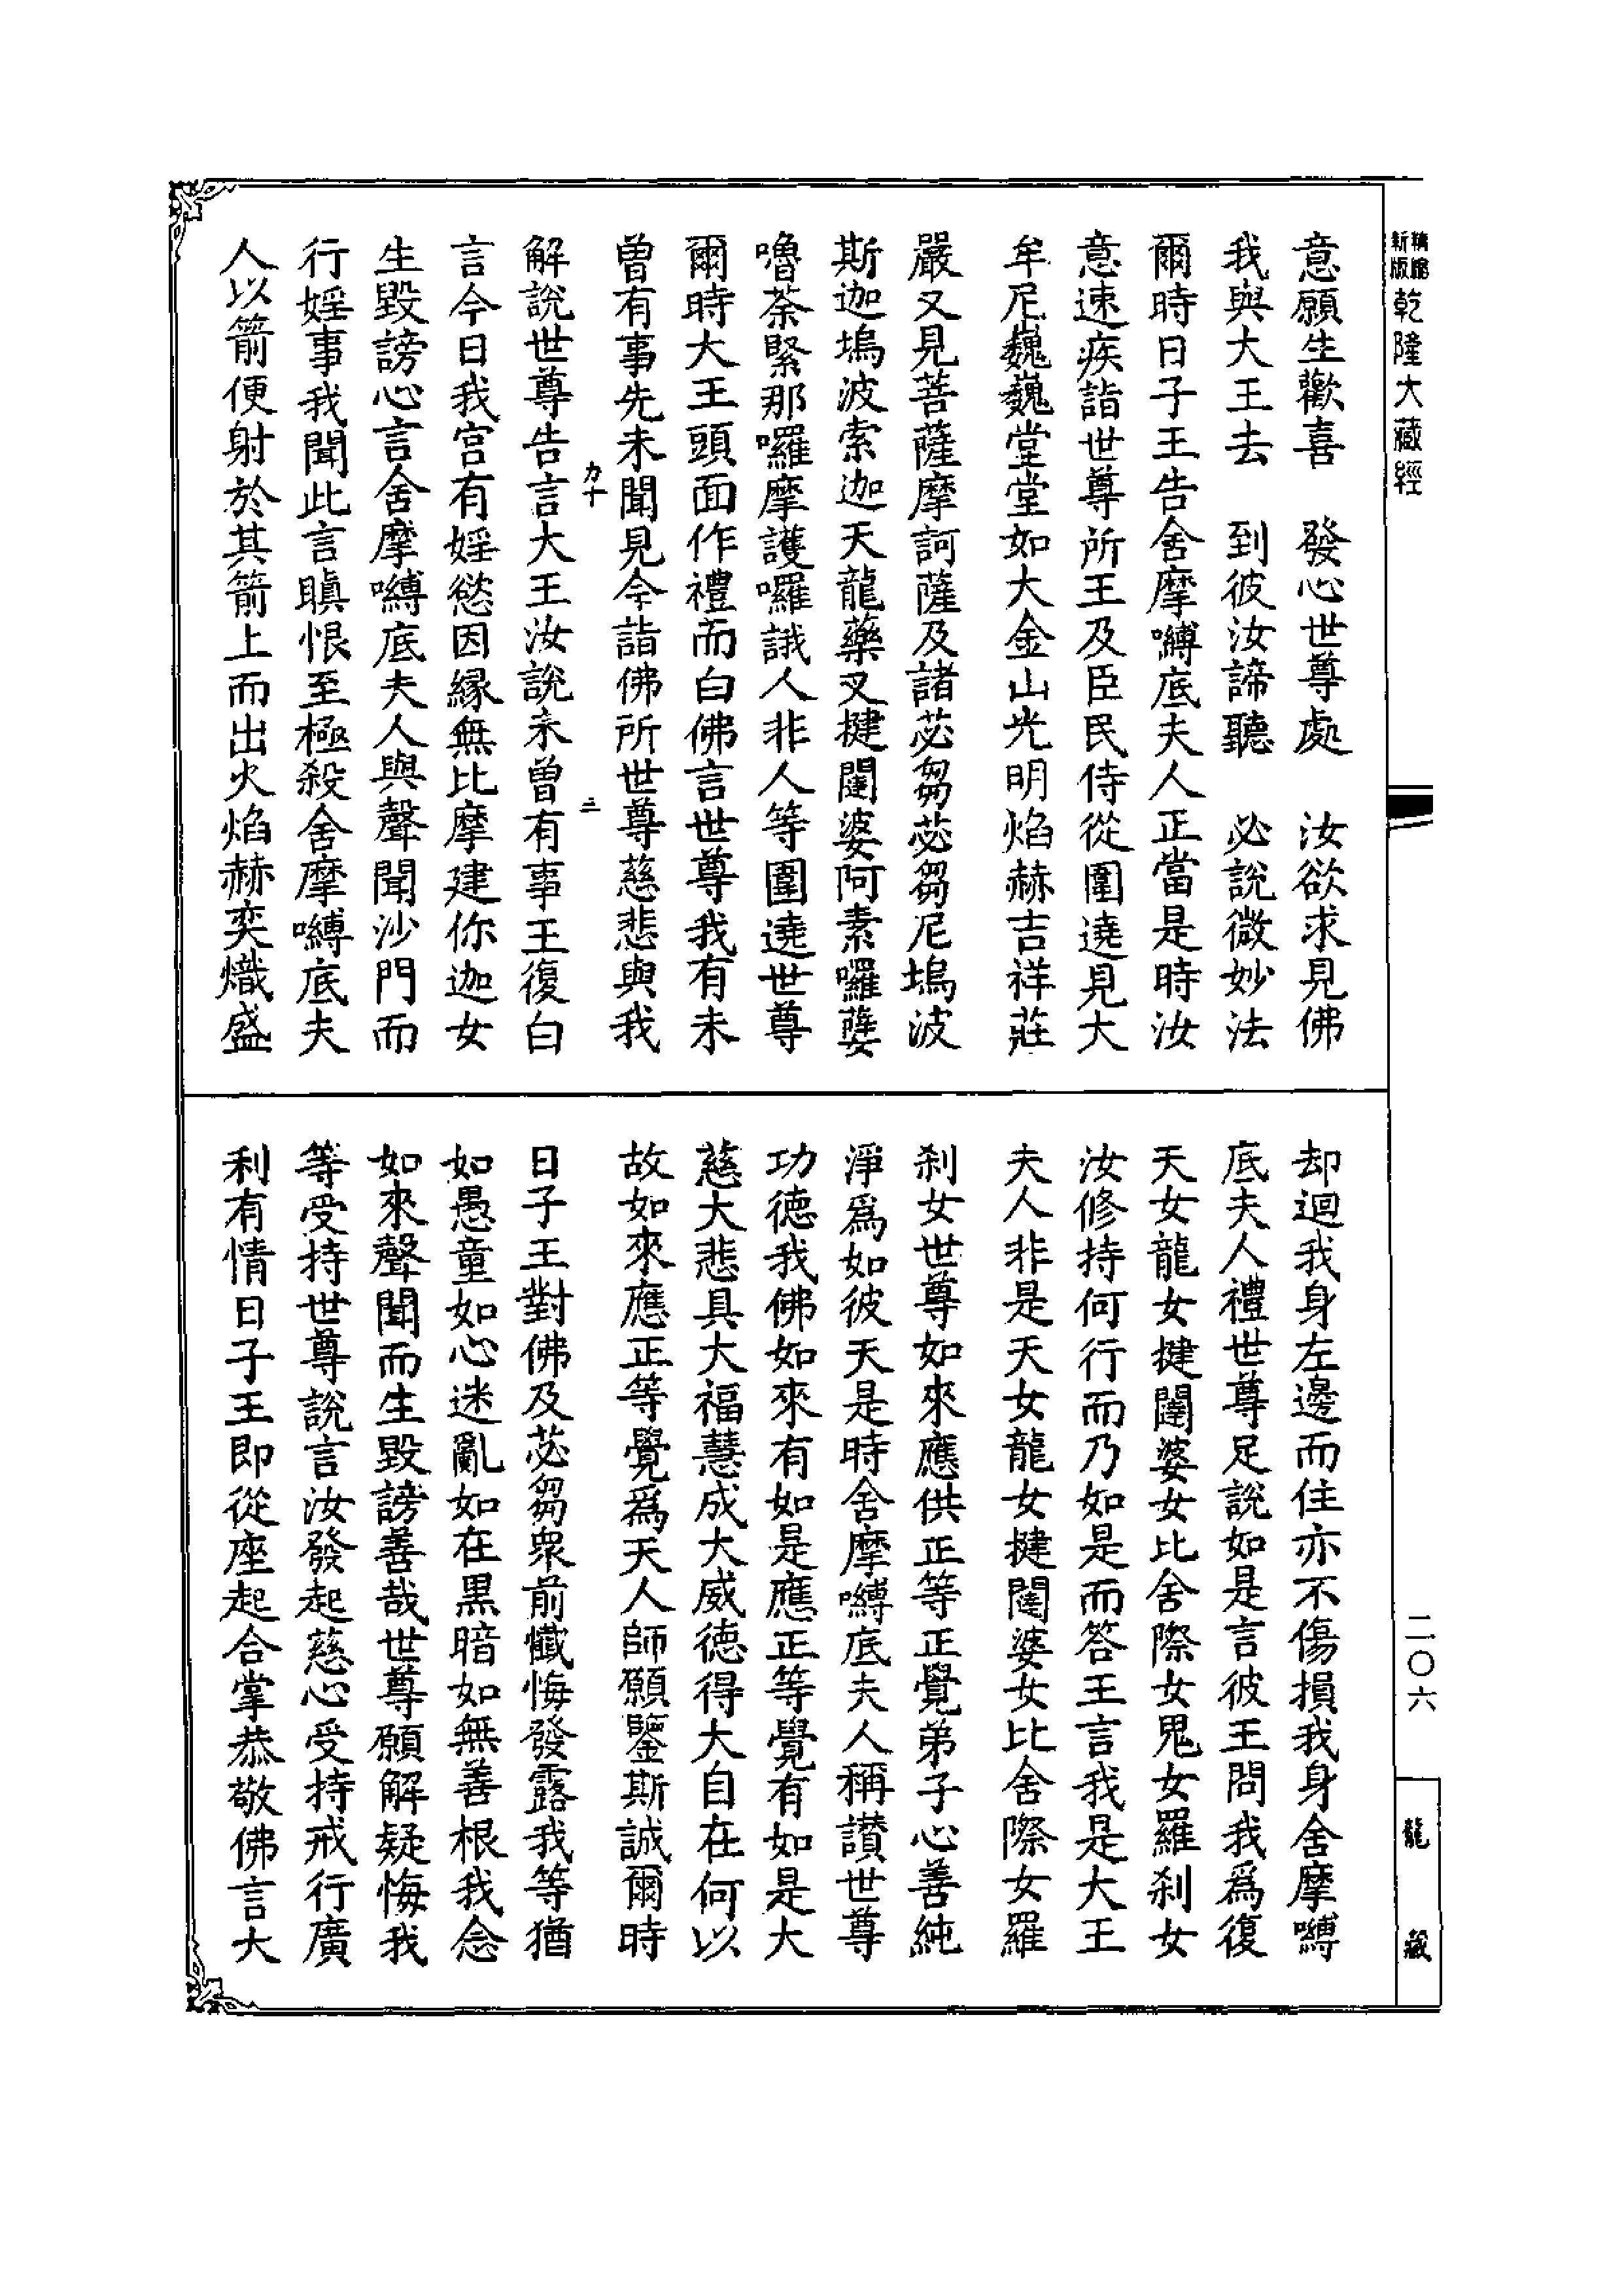 新版
乾隆大藏經
意願生歡喜　發心世尊處　汝欲求見佛
我與大王去　到彼汝諦聽　必說微妙法
爾時日子王告舍摩嚩底夫人正當是時汝
意速疾詣世尊所王及臣民侍從圍遶見大
牟尼巍巍堂堂如大金山光明焰赫吉祥莊
嚴又見菩薩摩訶薩及諸苾芻苾芻尼塢波
斯迦塢波索迦天龍藥叉揵闥婆阿素囉㜸
嚕荼緊那囉摩護囉誐人非人等圍遶世尊
爾時大王頭面作禮而白佛言世尊我有未
曾有事先未聞見今詣佛所世尊慈悲與我
力十
三
解說世尊告言大王汝說未曾有事王復白
言今日我宮有婬慾因緣無比摩建你迦女
生毀謗心言舍摩嚩底夫人與聲聞沙門而
行婬事我聞此言瞋恨至極殺舍摩嚩底夫
人以箭便射於其箭上而出火焰赫奕熾盛
却迴我身左邊而住亦不傷損我身舍摩嚩
底夫人禮世尊足說如是言彼王問我爲復
天女龍女揵闥婆女比舍際女鬼女羅刹女
汝修持何行而乃如是而答王言我是大王
夫人非是天女龍女揵闥婆女比舍際女羅
刹女世尊如來應供正等正覺弟子心善純
淨爲如彼天是時舍摩嚩底夫人稱讃世尊
功德我佛如來有如是應正等覺有如是大
慈大悲具大福慧成大威德得大自在何以
故如來應正等覺爲天人師願鑒斯誠爾時
日子王對佛及苾芻眾前懺悔發露我等猶
如愚童如心迷亂如在黒暗如無善根我念
如來聲聞而生毀謗善哉世尊願解疑悔我
等受持世尊說言汝發起慈心受持戒行廣
利有情日子王即從座起合掌恭敬佛言大
二〇六
龍藏